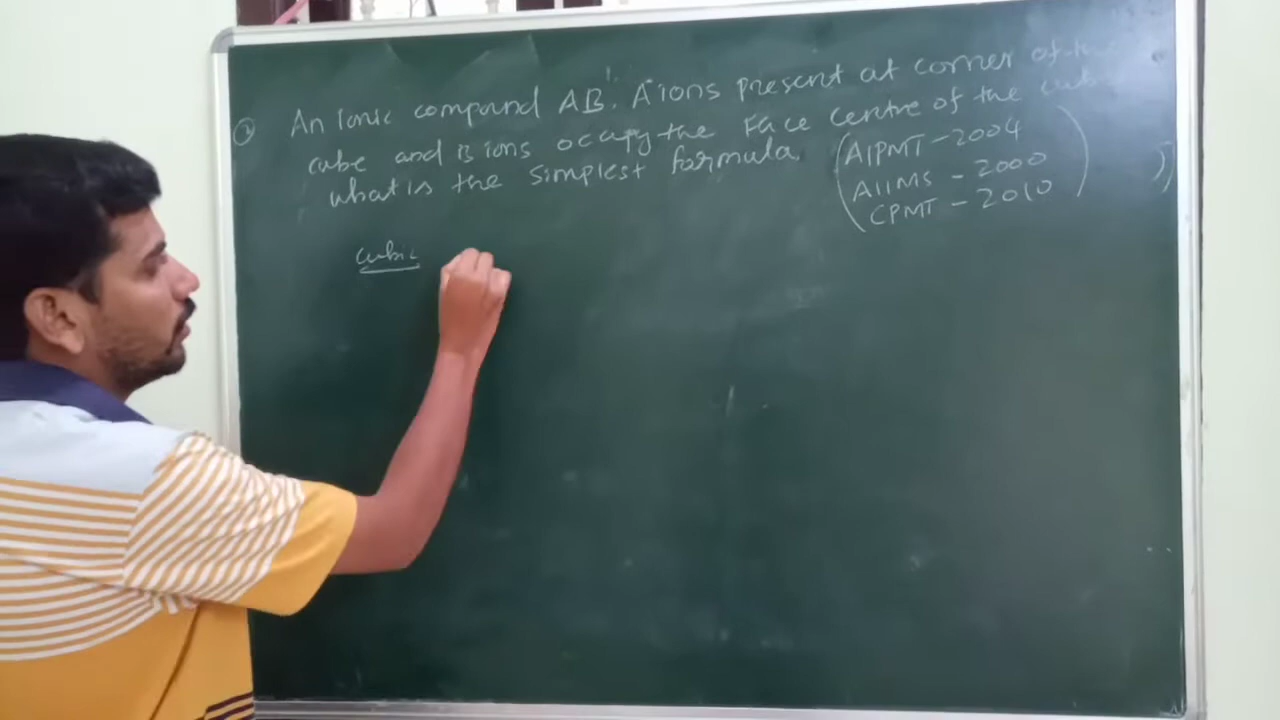 An Ionic compound AB. A ions present at corner of the
cube and B ions occupy the Face centre of the cube
what is the simplest formula. (AIPMT-2004
AIIMS - 2000
CPMT - 2010)
cubic